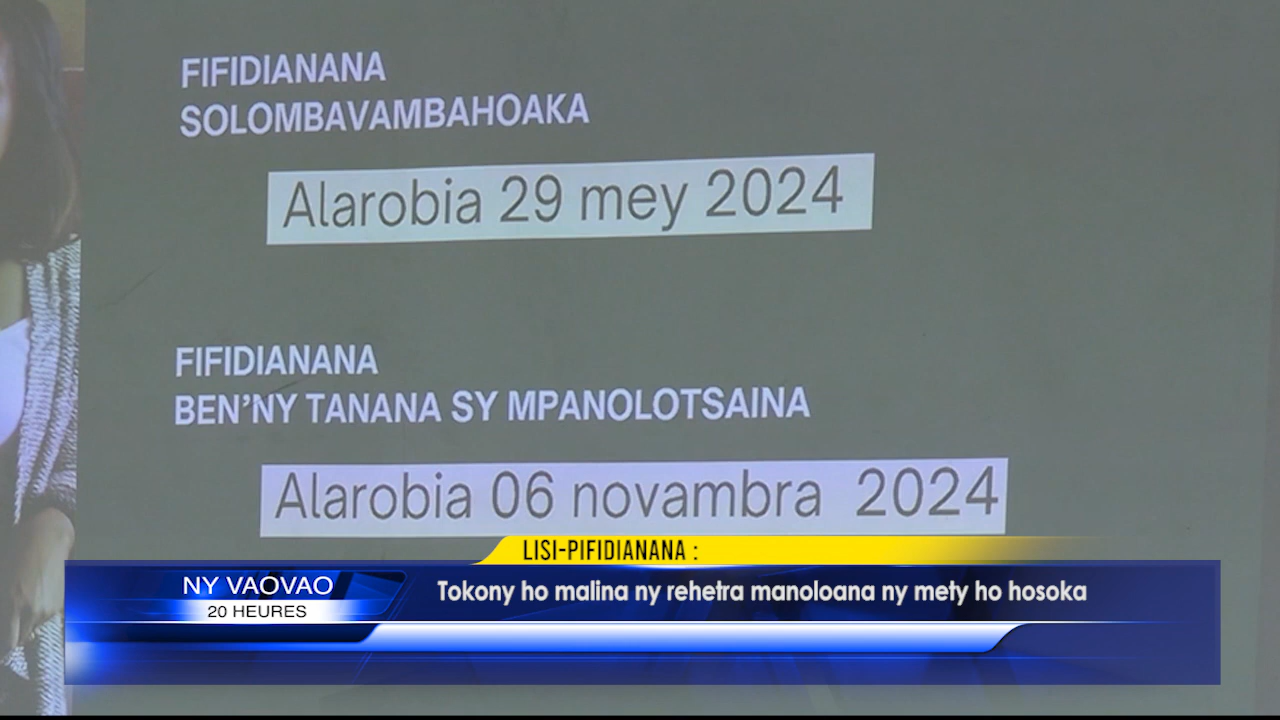 FIFIDIANANA
SOLOMBAVAMBAHOAKA
Alarobia 29 mey 2024
FIFIDIANANA
BEN'NY TANANA SY MPANOLOTSAINA
Alarobia 06 novambra 2024
LISI-PIFIDIANANA :
NY VAOVAO
20 HEURES
Tokony ho malina ny rehetra manoloana ny mety ho hosoka